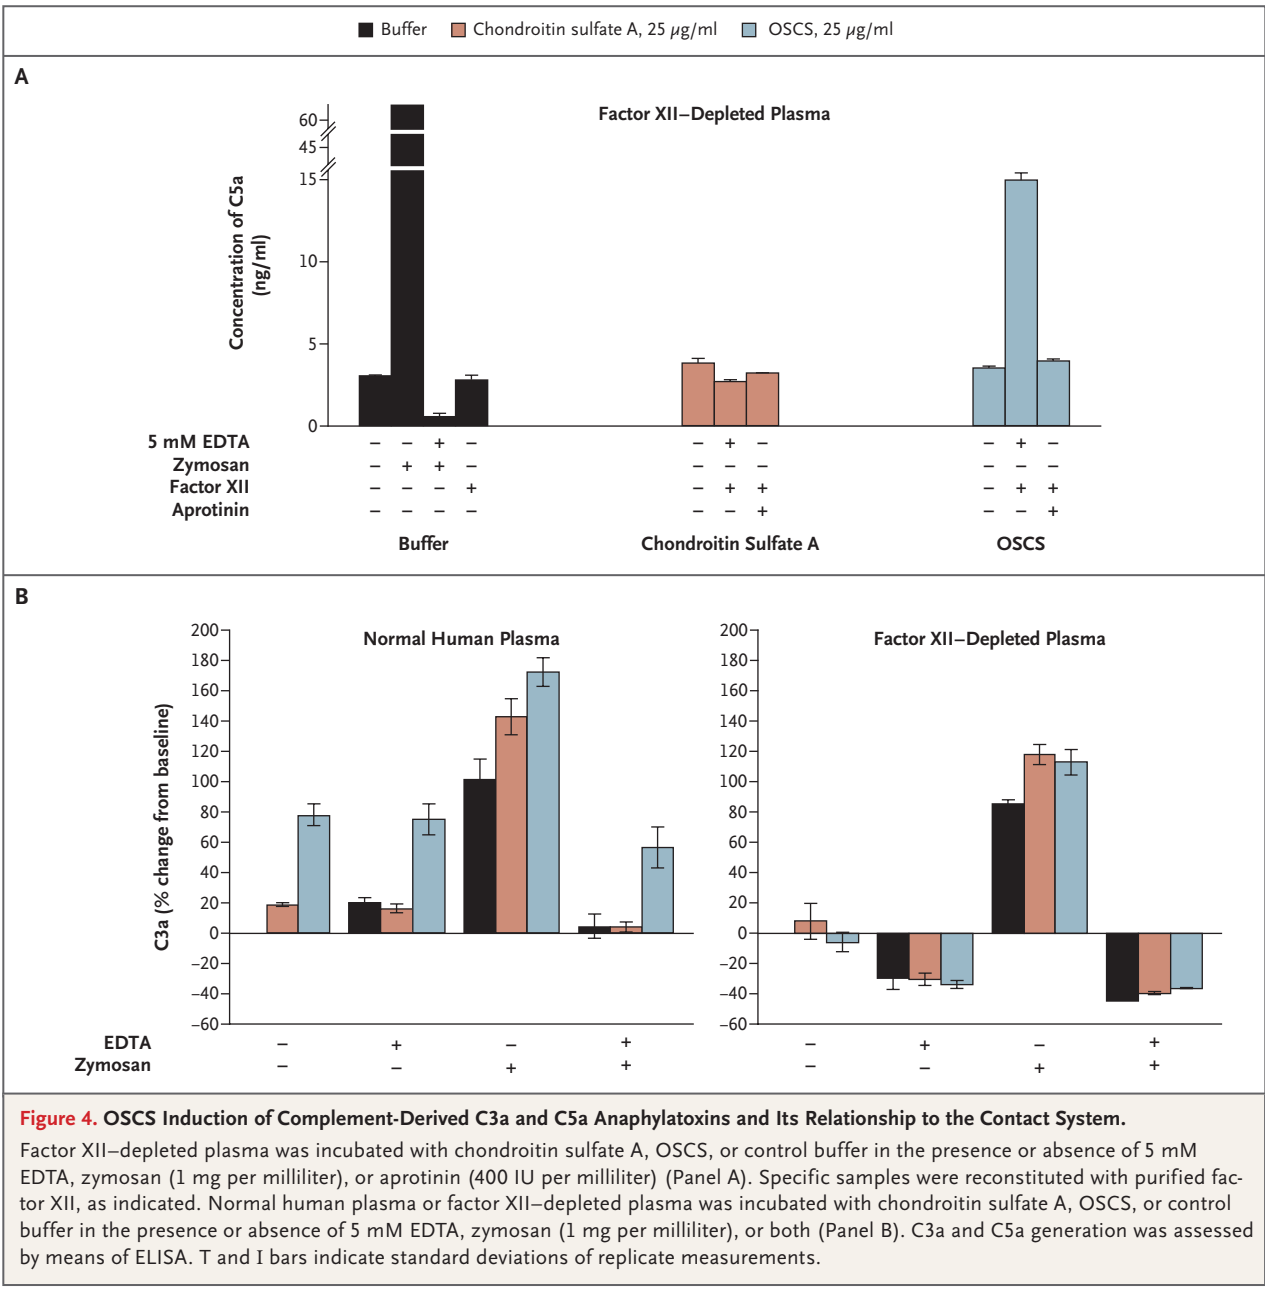 Buffer Chondroitin sulfate A, 25 µg/ml OSCS, 25 µg/ml
A
Factor XII–Depleted Plasma
Concentration of C5a
(ng/ml)
60
45
15
10
5
0
5 mM EDTA – – + – – + – – + –
Zymosan – + + – – – – – – –
Factor XII – – – + – + + – + +
Aprotinin – – – – – – + – – +
Buffer Chondroitin Sulfate A OSCS
B
Normal Human Plasma
C3a (% change from baseline)
200
180
160
140
120
100
80
60
40
20
0
–20
–40
–60
Factor XII–Depleted Plasma
200
180
160
140
120
100
80
60
40
20
0
–20
–40
–60
EDTA – + – + – + – +
Zymosan – – + + – – + +
Figure 4. OSCS Induction of Complement-Derived C3a and C5a Anaphylatoxins and Its Relationship to the Contact System.
Factor XII–depleted plasma was incubated with chondroitin sulfate A, OSCS, or control buffer in the presence or absence of 5 mM
EDTA, zymosan (1 mg per milliliter), or aprotinin (400 IU per milliliter) (Panel A). Specific samples were reconstituted with purified fac-
tor XII, as indicated. Normal human plasma or factor XII–depleted plasma was incubated with chondroitin sulfate A, OSCS, or control
buffer in the presence or absence of 5 mM EDTA, zymosan (1 mg per milliliter), or both (Panel B). C3a and C5a generation was assessed
by means of ELISA. T and I bars indicate standard deviations of replicate measurements.